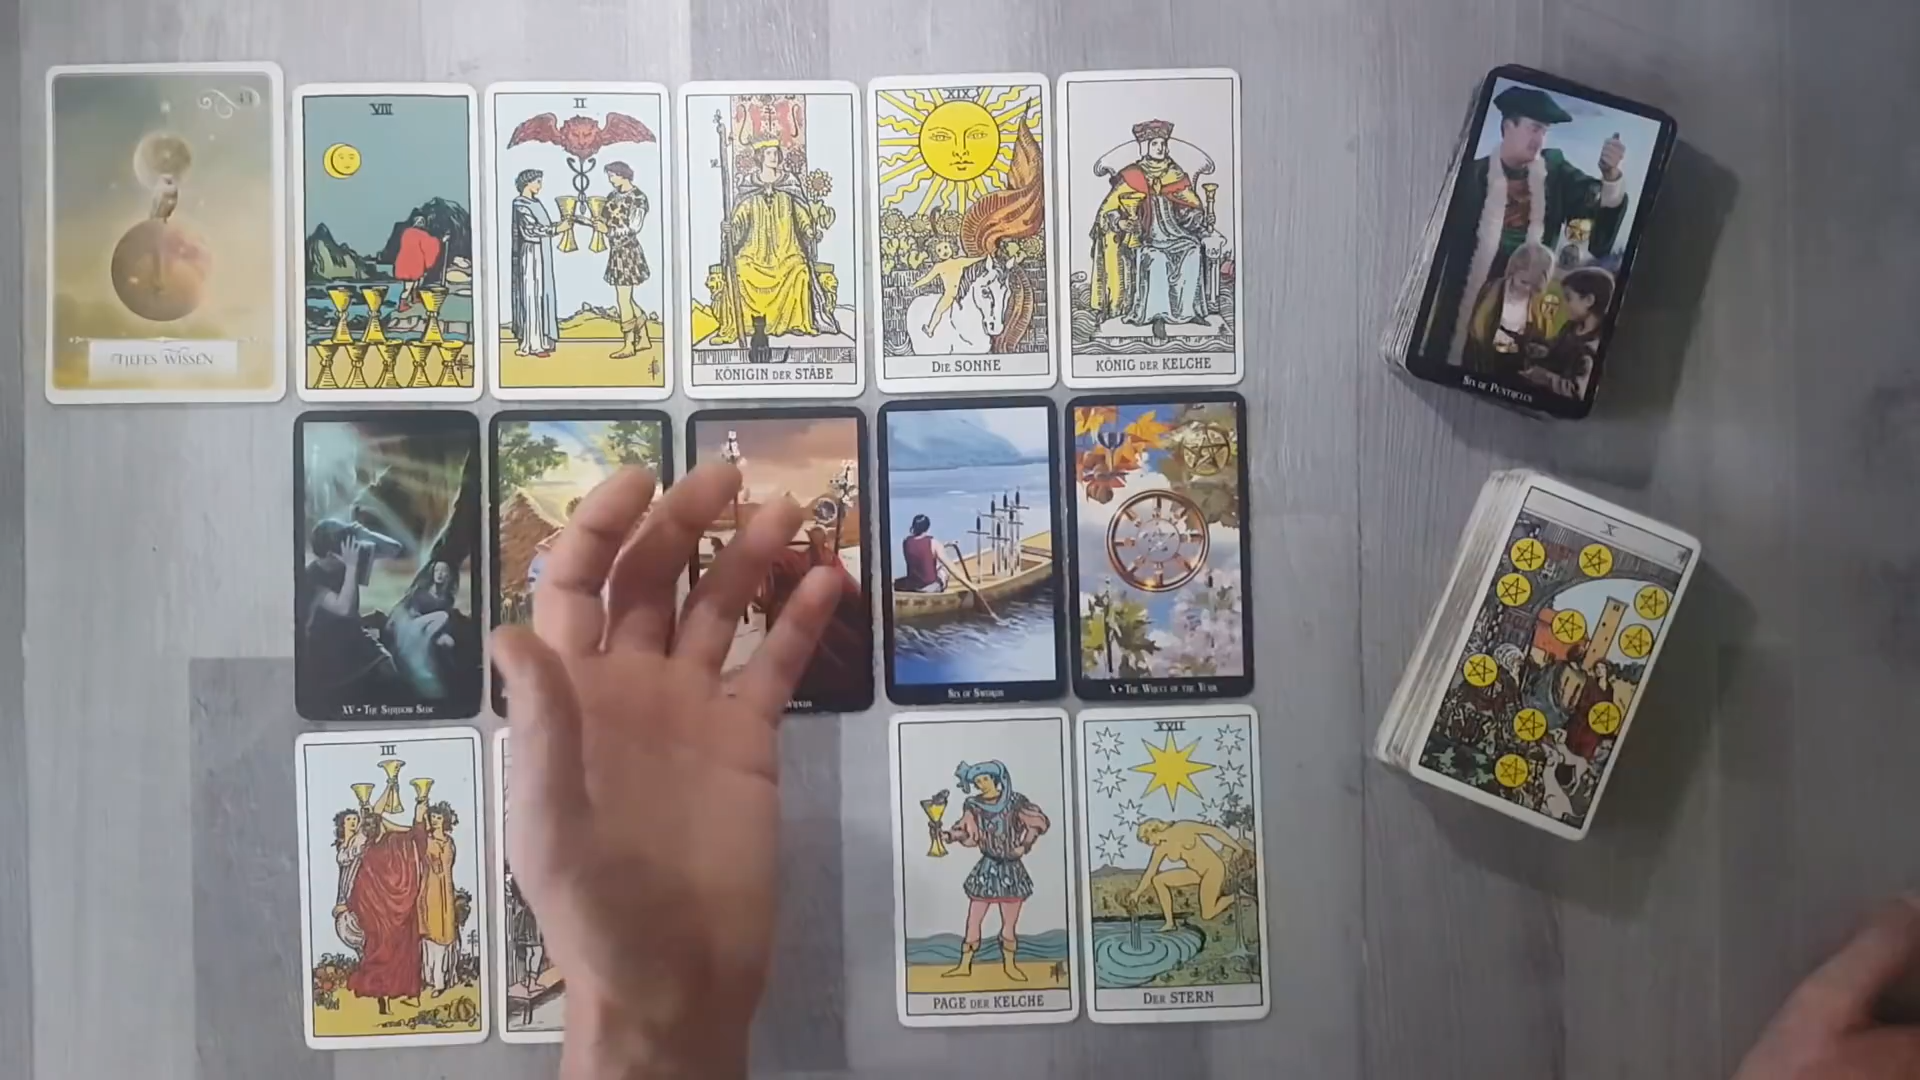 43
TIEFES WISSEN
VIII
II
KÖNIGIN DER STÄBE
XIX
DIE SONNE
KÖNIG DER KELCHE
XV • THE SHADOW SIDE
SIX OF SWORDS
X • THE WHEEL OF THE YEAR
III
PAGE DER KELCHE
XVII
DER STERN
SIX OF PENTACLES
X